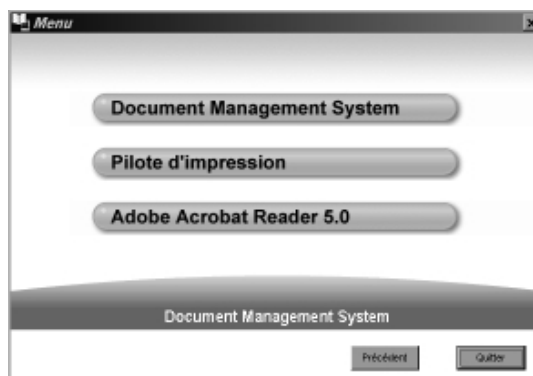 Menu
Document Management System
Pilote d'impression
Adobe Acrobat Reader 5.0
Document Management System
Précédent
Quitter